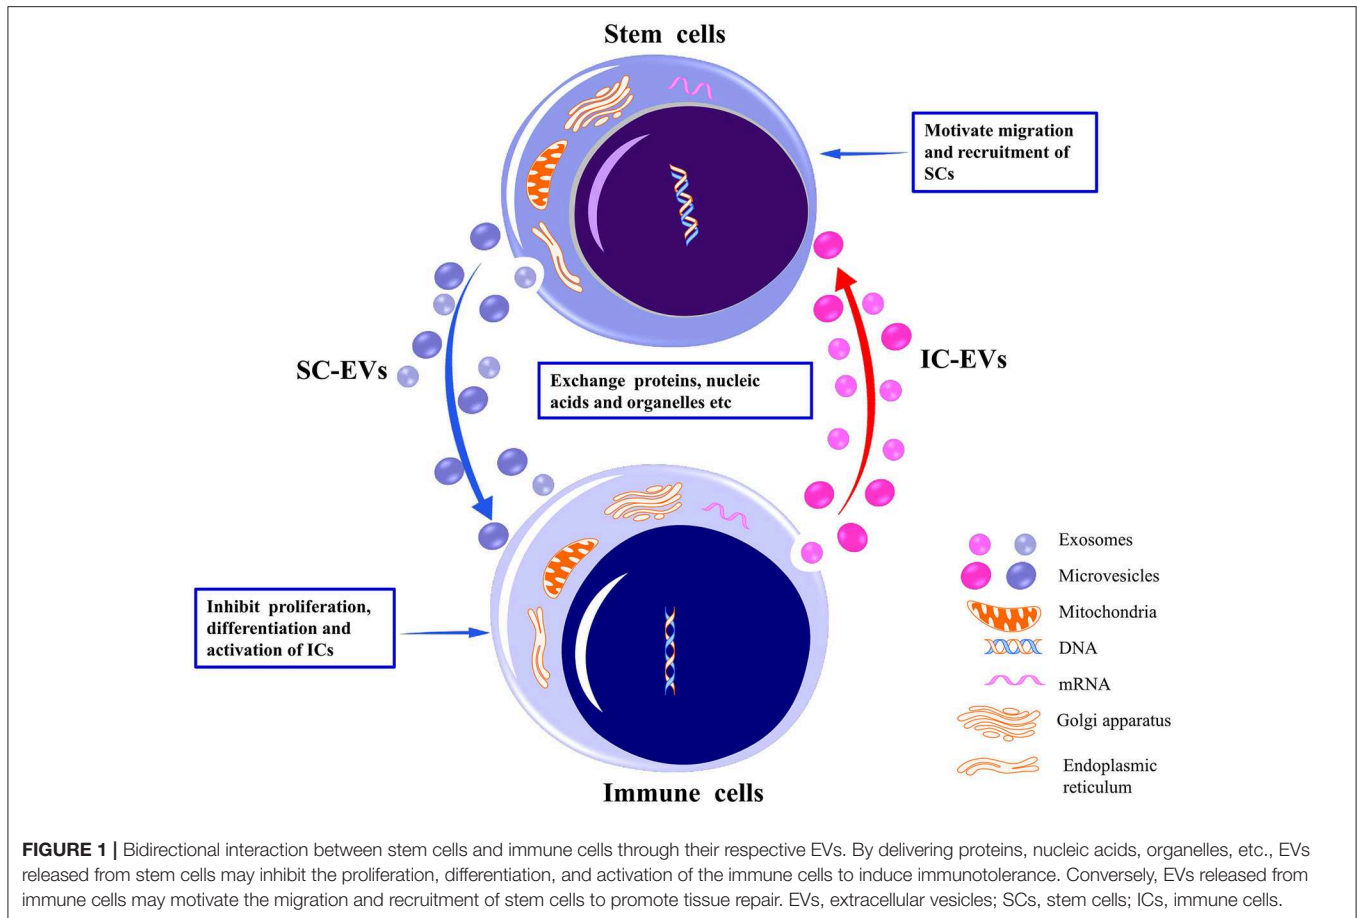 Stem cells
Motivate migration
and recruitment of
SCs
SC-EVs
IC-EVs
Exchange proteins, nucleic
acids and organelles etc
Inhibit proliferation,
differentiation and
activation of ICs
Exosomes
Microvesicles
Mitochondria
DNA
mRNA
Golgi apparatus
Endoplasmic
reticulum
Immune cells
FIGURE 1 | Bidirectional interaction between stem cells and immune cells through their respective EVs. By delivering proteins, nucleic acids, organelles, etc., EVs
released from stem cells may inhibit the proliferation, differentiation, and activation of the immune cells to induce immunotolerance. Conversely, EVs released from
immune cells may motivate the migration and recruitment of stem cells to promote tissue repair. EVs, extracellular vesicles; SCs, stem cells; ICs, immune cells.